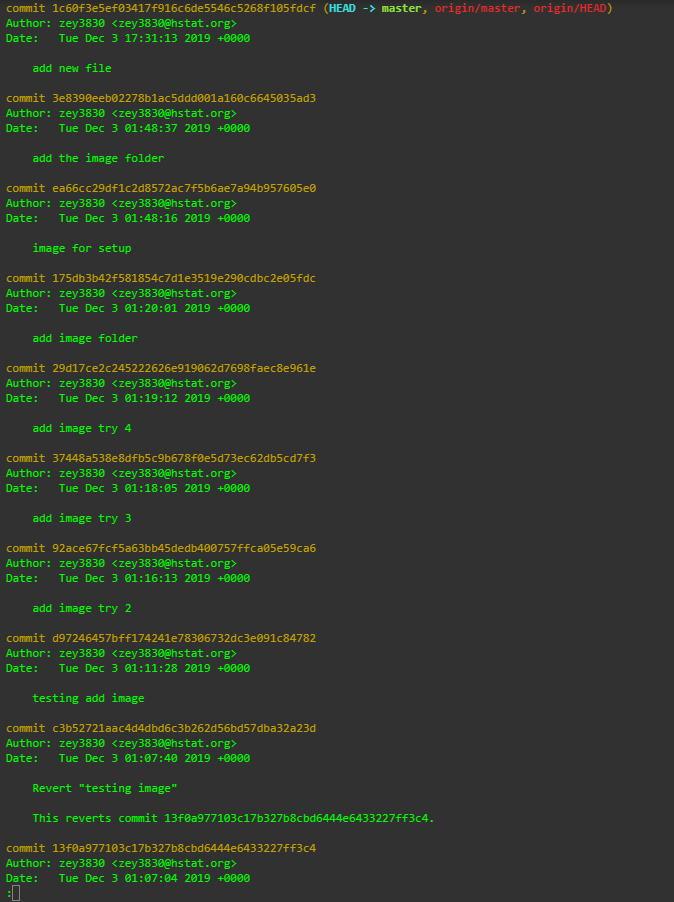 commit 1c60f3e5ef03417f916c6de5546c5268f105fdcf (HEAD -> master, origin/master, origin/HEAD)
Author: zey3830 <zey3830@hstat.org>
Date:   Tue Dec 3 17:31:13 2019 +0000
    add new file
commit 3e8390eeb02278b1ac5ddd001a160c6645035ad3
Author: zey3830 <zey3830@hstat.org>
Date:   Tue Dec 3 01:48:37 2019 +0000
    add the image folder
commit ea66cc29df1c2d8572ac7f5b6ae7a94b957605e0
Author: zey3830 <zey3830@hstat.org>
Date:   Tue Dec 3 01:48:16 2019 +0000
    image for setup
commit 175db3b42f581854c7d1e3519e290cdbc2e05fdc
Author: zey3830 <zey3830@hstat.org>
Date:   Tue Dec 3 01:20:01 2019 +0000
    add image folder
commit 29d17ce2c245222626e919062d7698faec8e961e
Author: zey3830 <zey3830@hstat.org>
Date:   Tue Dec 3 01:19:12 2019 +0000
    add image try 4
commit 37448a538e8dfb5c9b678f0e5d73ec62db5cd7f3
Author: zey3830 <zey3830@hstat.org>
Date:   Tue Dec 3 01:18:05 2019 +0000
    add image try 3
commit 92ace67fcf5a63bb45dedb400757ffca05e59ca6
Author: zey3830 <zey3830@hstat.org>
Date:   Tue Dec 3 01:16:13 2019 +0000
    add image try 2
commit d97246457bff174241e78306732dc3e091c84782
Author: zey3830 <zey3830@hstat.org>
Date:   Tue Dec 3 01:11:28 2019 +0000
    testing add image
commit c3b52721aac4d4dbd6c3b262d56bd57dba32a23d
Author: zey3830 <zey3830@hstat.org>
Date:   Tue Dec 3 01:07:40 2019 +0000
    Revert "testing image"
    This reverts commit 13f0a977103c17b327b8cbd6444e6433227ff3c4.
commit 13f0a977103c17b327b8cbd6444e6433227ff3c4
Author: zey3830 <zey3830@hstat.org>
Date:   Tue Dec 3 01:07:04 2019 +0000
: